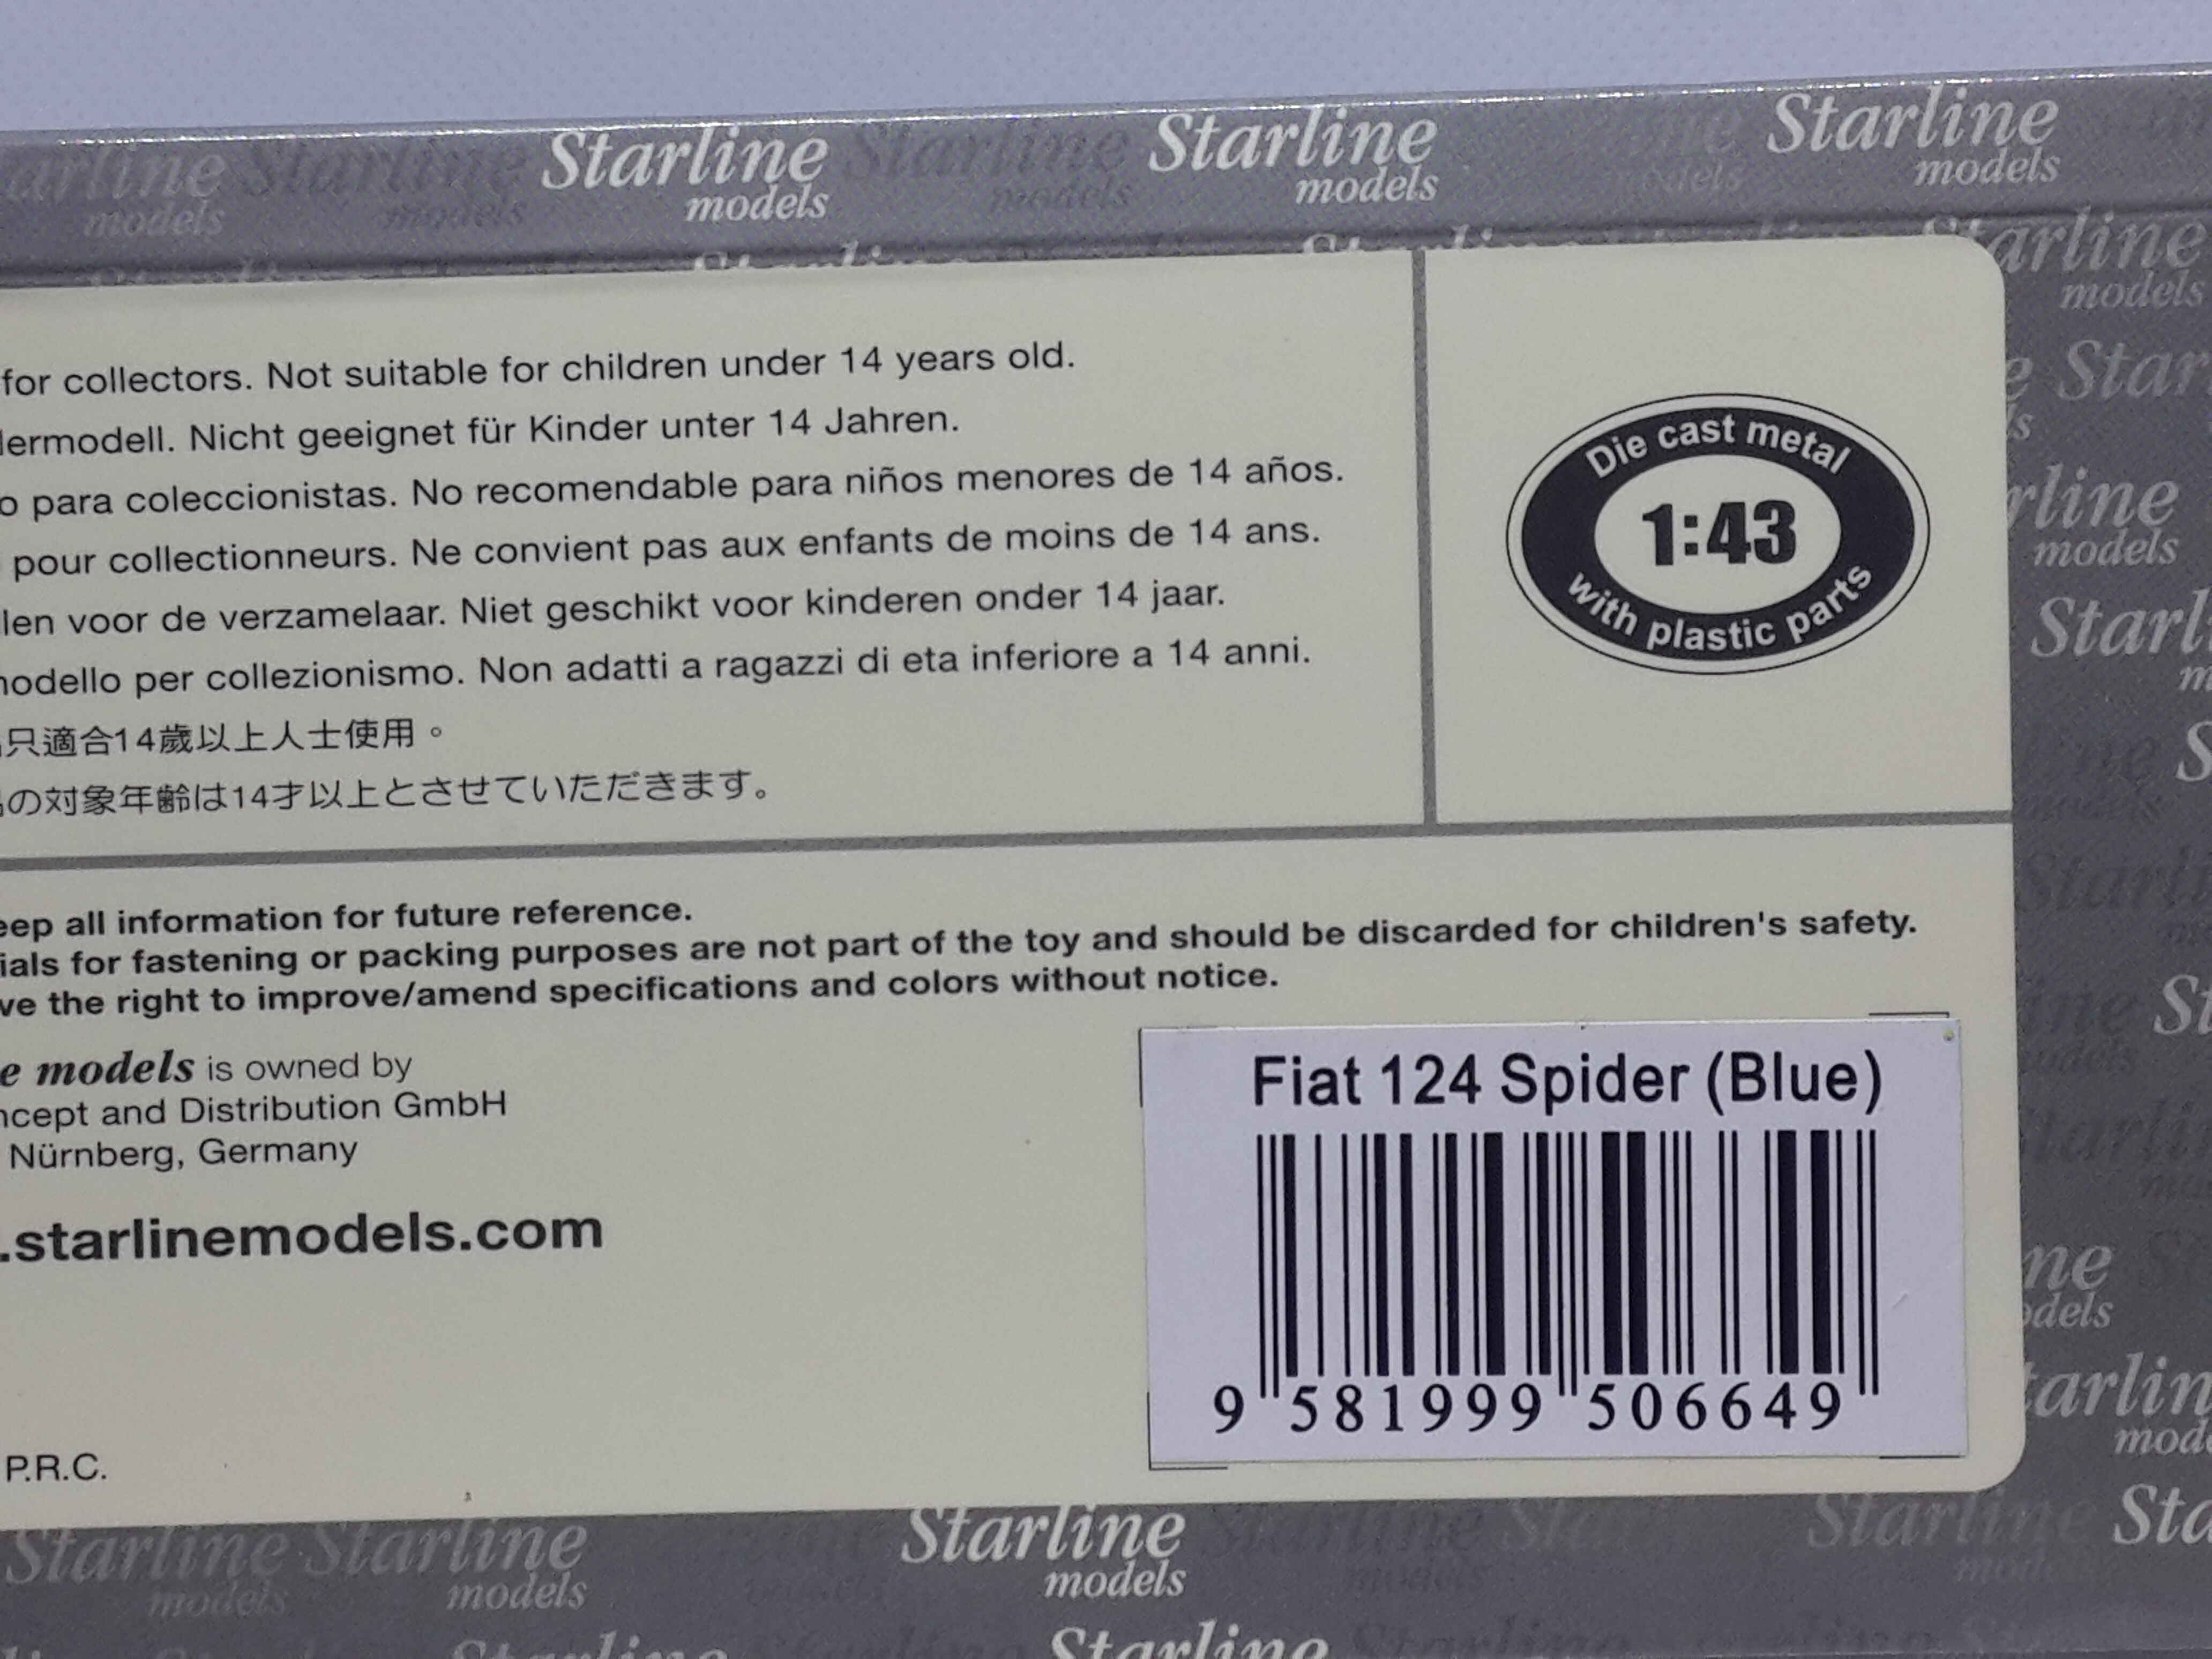 Starline
models
Starline
models
Starline
models
for collectors. Not suitable for children under 14 years old.
Nicht geeignet für Kinder unter 14 Jahren.
para coleccionistas. No recomendable para niños menores de 14 años.
pour collectionneurs. Ne convient pas aux enfants de moins de 14 ans.
voor de verzamelaar. Niet geschikt voor kinderen onder 14 jaar.
modello per collezionismo. Non adatti a ragazzi di eta inferiore a 14 anni.
只適合14歲以上人士使用。
の対象年齢は14才以上とさせていただきます。
Die cast metal
1:43
with plastic parts
all information for future reference.
for fastening or packing purposes are not part of the toy and should be discarded for children's safety.
the right to improve/amend specifications and colors without notice.
models is owned by
and Distribution GmbH
Nürnberg, Germany
.starlinemodels.com
P.R.C.
Fiat 124 Spider (Blue)
9 581999 506649
Starline
models